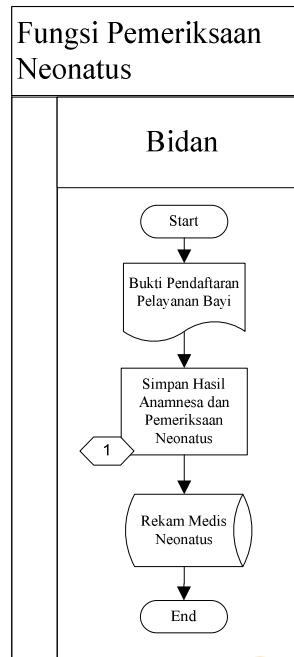 Fungsi Pemeriksaan
Neonatus
Bidan
Start
Bukti Pendaftaran
Pelayanan Bayi
Simpan Hasil
Anamnesa dan
Pemeriksaan
Neonatus
1
Rekam Medis
Neonatus
End